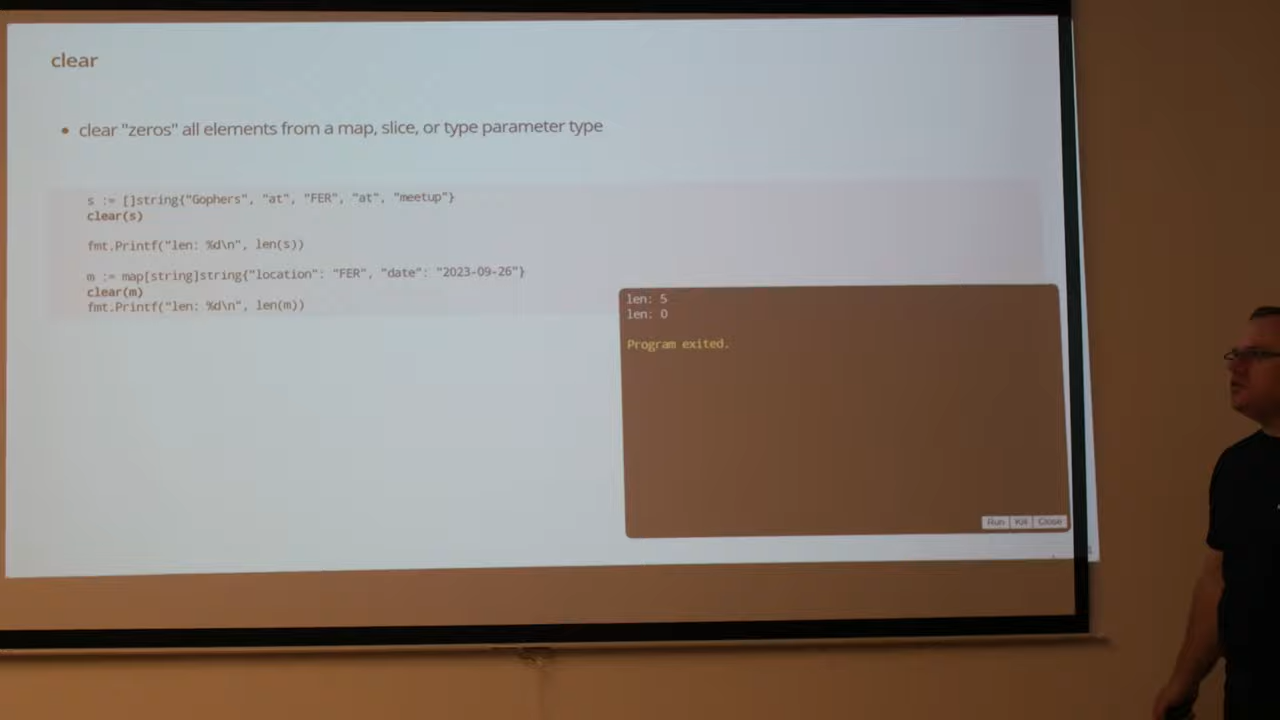 clear
• clear "zeros" all elements from a map, slice, or type parameter type
s := []string{"Gophers", "at", "FER", "at", "meetup"}
clear(s)
fmt.Printf("len: %d\n", len(s))
m := map[string]string{"location": "FER", "date": "2023-09-26"}
clear(m)
fmt.Printf("len: %d\n", len(m))
len: 5
len: 0
Program exited.
Run Kill Close